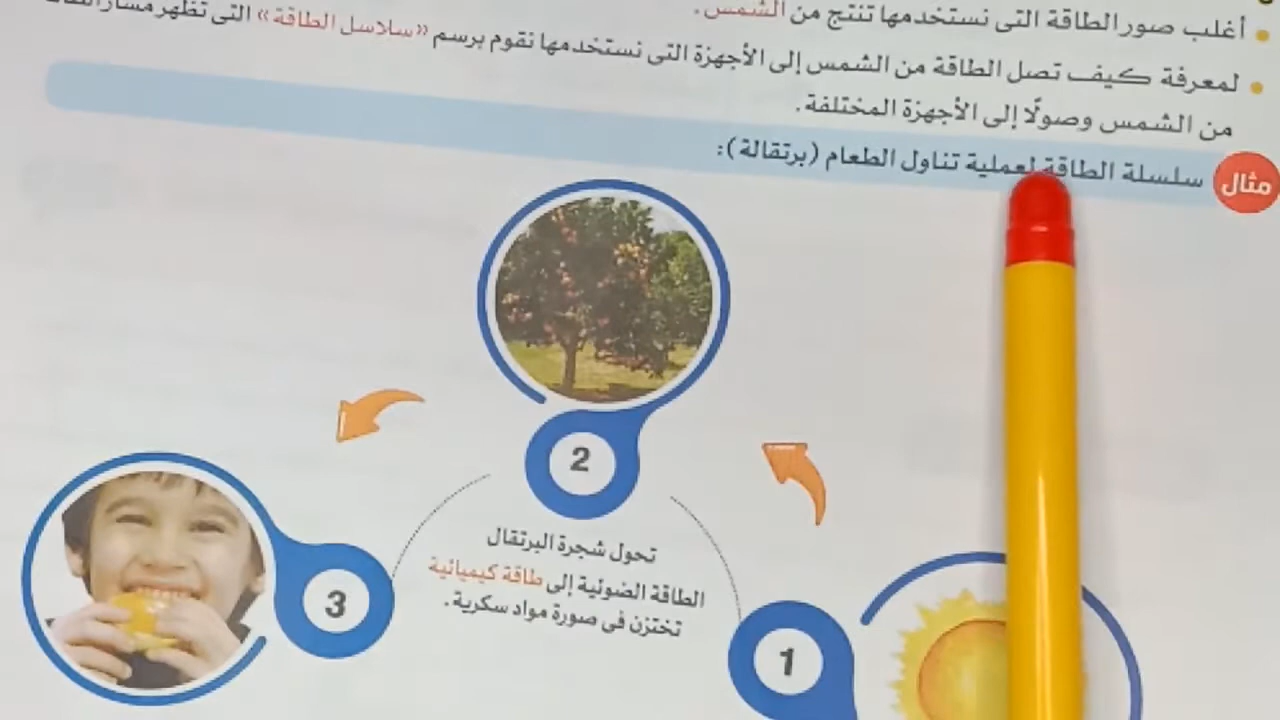 أغلب صور الطاقة التى نستخدمها تنتج من الشمس.
لمعرفة كيف تصل الطاقة من الشمس إلى الأجهزة التى نستخدمها نقوم برسم «سلاسل الطاقة» التى تظهر مسار
من الشمس وصولًا إلى الأجهزة المختلفة.
مثال
سلسلة الطاقة لعملية تناول الطعام (برتقالة):
2
تحول شجرة البرتقال
الطاقة الضوئية إلى طاقة كيميائية
تختزن فى صورة مواد سكرية.
3
1